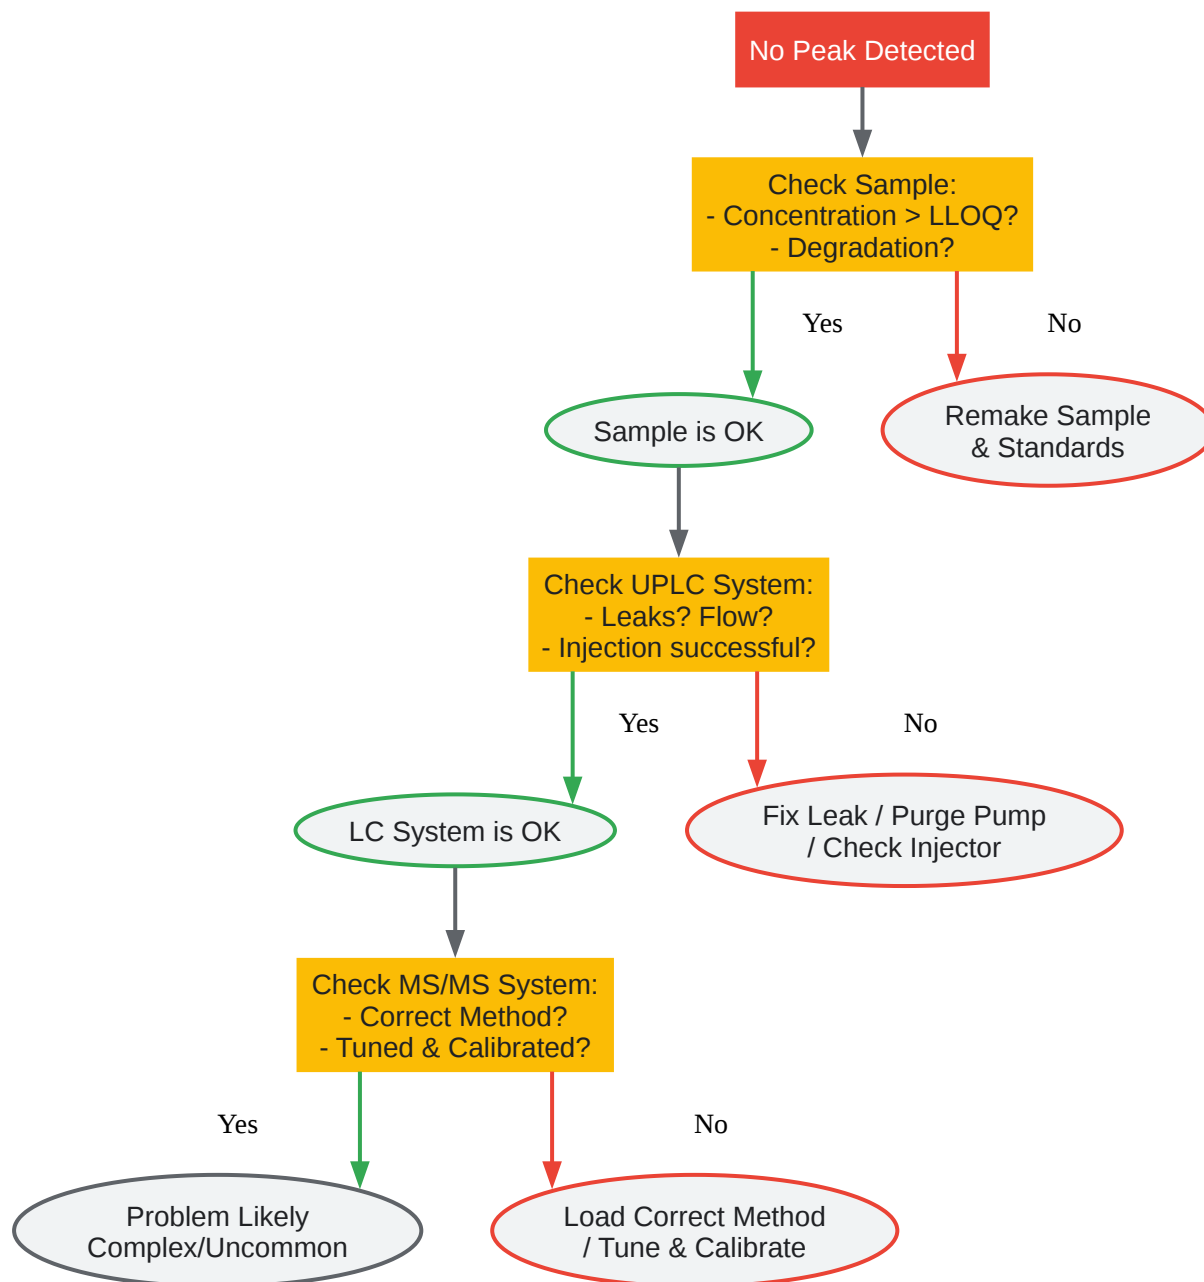 No Peak Detected
Check Sample:
- Concentration > LLOQ?
- Degradation?
Yes
No
Sample is OK
Remake Sample
& Standards
Check UPLC System:
- Leaks? Flow?
- Injection successful?
Yes
No
LC System is OK
Fix Leak / Purge Pump
/ Check Injector
Check MS/MS System:
- Correct Method?
- Tuned & Calibrated?
Yes
No
Problem Likely
Complex/Uncommon
Load Correct Method
/ Tune & Calibrate